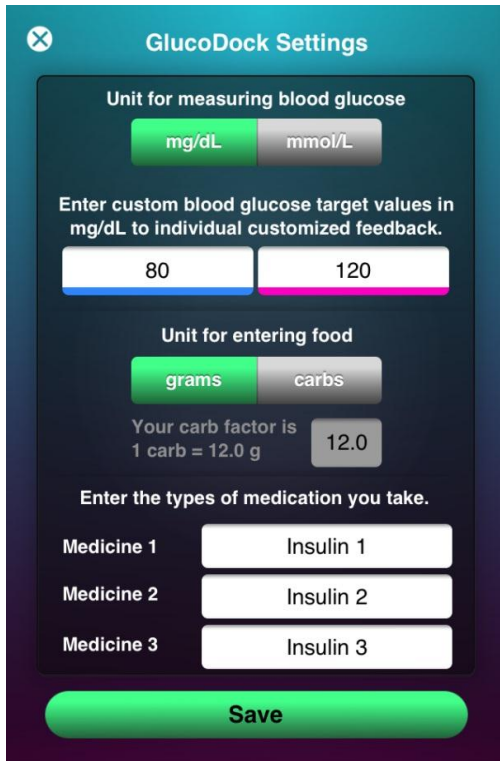 GlucoDock Settings
Unit for measuring blood glucose
mg/dL mmol/L
Enter custom blood glucose target values in
mg/dL to individual customized feedback.
80 120
Unit for entering food
grams carbs
Your carb factor is
1 carb = 12.0 g 12.0
Enter the types of medication you take.
Medicine 1 Insulin 1
Medicine 2 Insulin 2
Medicine 3 Insulin 3
Save